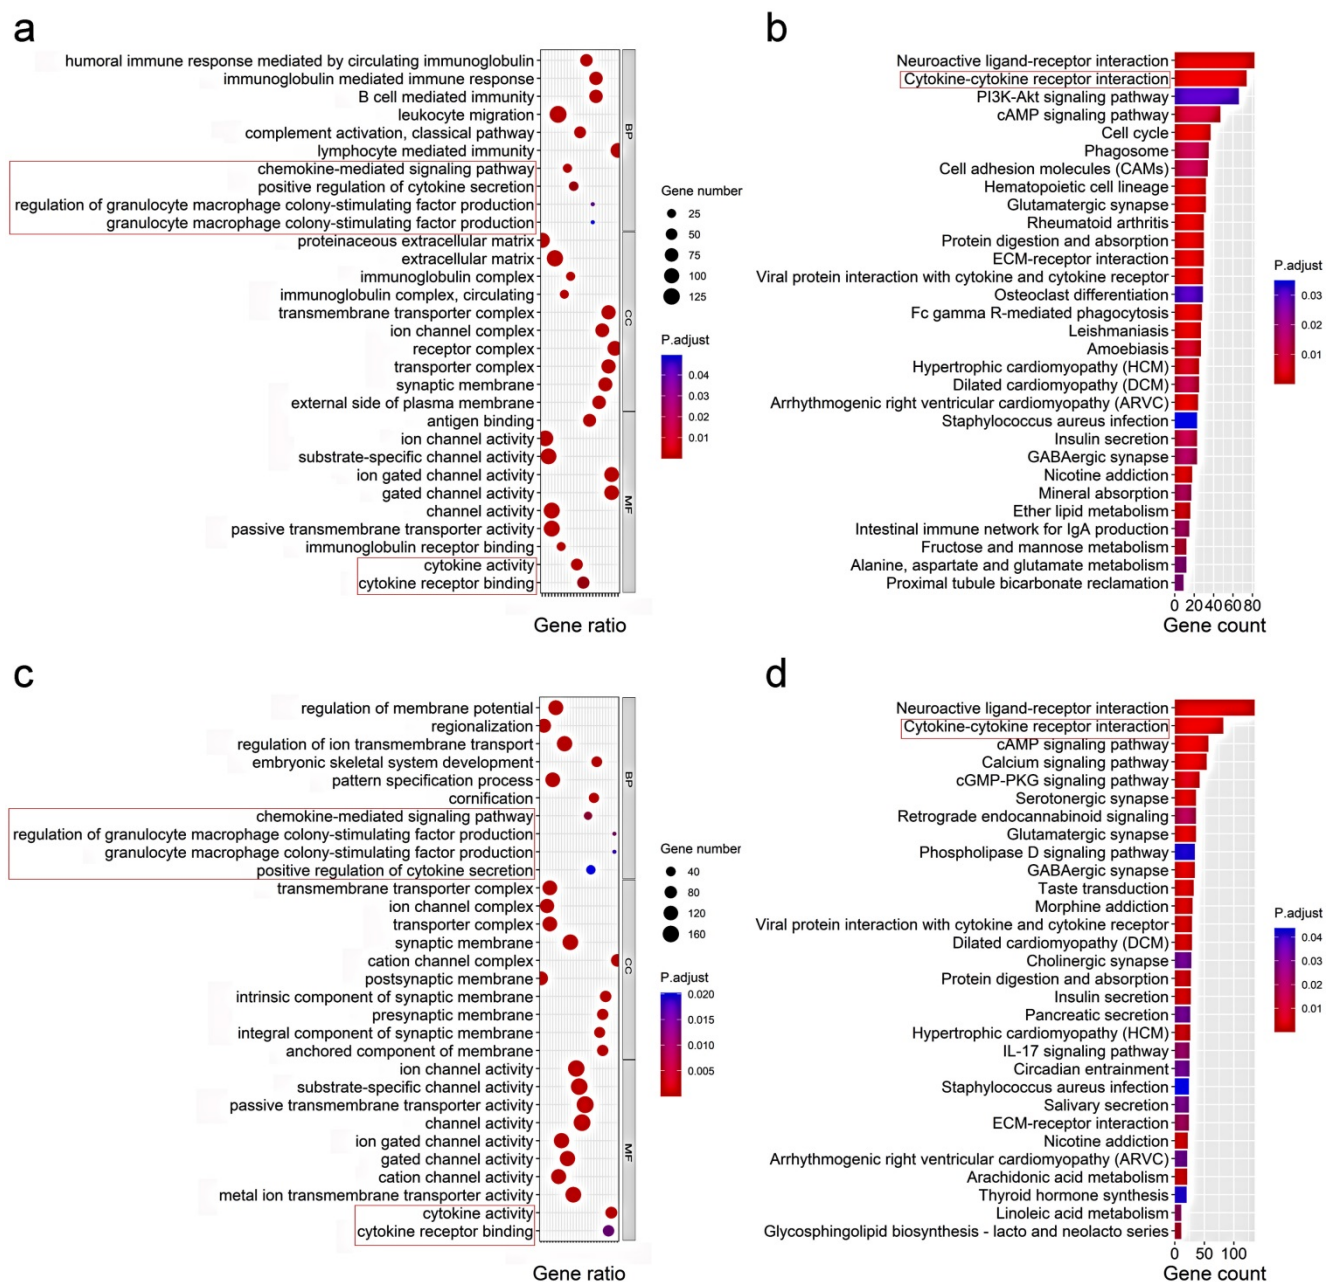 a
humoral immune response mediated by circulating immunoglobulin
immunoglobulin mediated immune response
B cell mediated immunity
leukocyte migration
complement activation, classical pathway
lymphocyte mediated immunity
chemokine-mediated signaling pathway
positive regulation of cytokine secretion
regulation of granulocyte macrophage colony-stimulating factor production
granulocyte macrophage colony-stimulating factor production
proteinaceous extracellular matrix
extracellular matrix
immunoglobulin complex
immunoglobulin complex, circulating
transmembrane transporter complex
ion channel complex
receptor complex
transporter complex
synaptic membrane
external side of plasma membrane
antigen binding
ion channel activity
substrate-specific channel activity
ion gated channel activity
gated channel activity
channel activity
passive transmembrane transporter activity
immunoglobulin receptor binding
cytokine activity
cytokine receptor binding
BP
CC
MF
Gene ratio
Gene number
25
50
75
100
125
P.adjust
0.04
0.03
0.02
0.01
b
Neuroactive ligand-receptor interaction
Cytokine-cytokine receptor interaction
PI3K-Akt signaling pathway
cAMP signaling pathway
Cell cycle
Phagosome
Cell adhesion molecules (CAMs)
Hematopoietic cell lineage
Glutamatergic synapse
Rheumatoid arthritis
Protein digestion and absorption
ECM-receptor interaction
Viral protein interaction with cytokine and cytokine receptor
Osteoclast differentiation
Fc gamma R-mediated phagocytosis
Leishmaniasis
Amoebiasis
Hypertrophic cardiomyopathy (HCM)
Dilated cardiomyopathy (DCM)
Arrhythmogenic right ventricular cardiomyopathy (ARVC)
Staphylococcus aureus infection
Insulin secretion
GABAergic synapse
Nicotine addiction
Mineral absorption
Ether lipid metabolism
Intestinal immune network for IgA production
Fructose and mannose metabolism
Alanine, aspartate and glutamate metabolism
Proximal tubule bicarbonate reclamation
0 20 40 60 80
Gene count
P.adjust
0.03
0.02
0.01
c
regulation of membrane potential
regionalization
regulation of ion transmembrane transport
embryonic skeletal system development
pattern specification process
cornification
chemokine-mediated signaling pathway
regulation of granulocyte macrophage colony-stimulating factor production
granulocyte macrophage colony-stimulating factor production
positive regulation of cytokine secretion
transmembrane transporter complex
ion channel complex
transporter complex
synaptic membrane
cation channel complex
postsynaptic membrane
intrinsic component of synaptic membrane
presynaptic membrane
integral component of synaptic membrane
anchored component of membrane
ion channel activity
substrate-specific channel activity
passive transmembrane transporter activity
channel activity
ion gated channel activity
gated channel activity
cation channel activity
metal ion transmembrane transporter activity
cytokine activity
cytokine receptor binding
BP
CC
MF
Gene ratio
Gene number
40
80
120
160
P.adjust
0.020
0.015
0.010
0.005
d
Neuroactive ligand-receptor interaction
Cytokine-cytokine receptor interaction
cAMP signaling pathway
Calcium signaling pathway
cGMP-PKG signaling pathway
Serotonergic synapse
Retrograde endocannabinoid signaling
Glutamatergic synapse
Phospholipase D signaling pathway
GABAergic synapse
Taste transduction
Morphine addiction
Viral protein interaction with cytokine and cytokine receptor
Dilated cardiomyopathy (DCM)
Cholinergic synapse
Protein digestion and absorption
Insulin secretion
Pancreatic secretion
Hypertrophic cardiomyopathy (HCM)
IL-17 signaling pathway
Circadian entrainment
Staphylococcus aureus infection
Salivary secretion
ECM-receptor interaction
Nicotine addiction
Arrhythmogenic right ventricular cardiomyopathy (ARVC)
Arachidonic acid metabolism
Thyroid hormone synthesis
Linoleic acid metabolism
Glycosphingolipid biosynthesis - lacto and neolacto series
0 50 100
Gene count
P.adjust
0.04
0.03
0.02
0.01